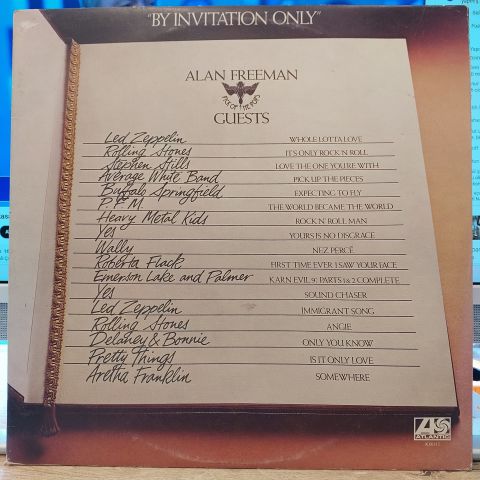 "BY INVITATION ONLY"
ALAN FREEMAN
GUESTS
Led Zeppelin WHOLE LOTTA LOVE
Rolling Stones IT'S ONLY ROCK N ROLL
Stephen Stills LOVE THE ONE YOU'RE WITH
Average White Band PICK UP THE PIECES
Buffalo Springfield EXPECTING TO FLY
P.F.M. THE WORLD BECAME THE WORLD
Heavy Metal Kids ROCK N ROLL MAN
Yes YOURS IS NO DISGRACE
Wally NEZ PERCÉ
Roberta Flack FIRST TIME EVER I SAW YOUR FACE
Emerson Lake and Palmer KARN EVIL 9: PARTS 1 & 2 COMPLETE
Yes SOUND CHASER
Led Zeppelin IMMIGRANT SONG
Rolling Stones ANGIE
Delaney & Bonnie ONLY YOU KNOW
Pretty Things IS IT ONLY LOVE
Aretha Franklin SOMEWHERE
ATLANTIC